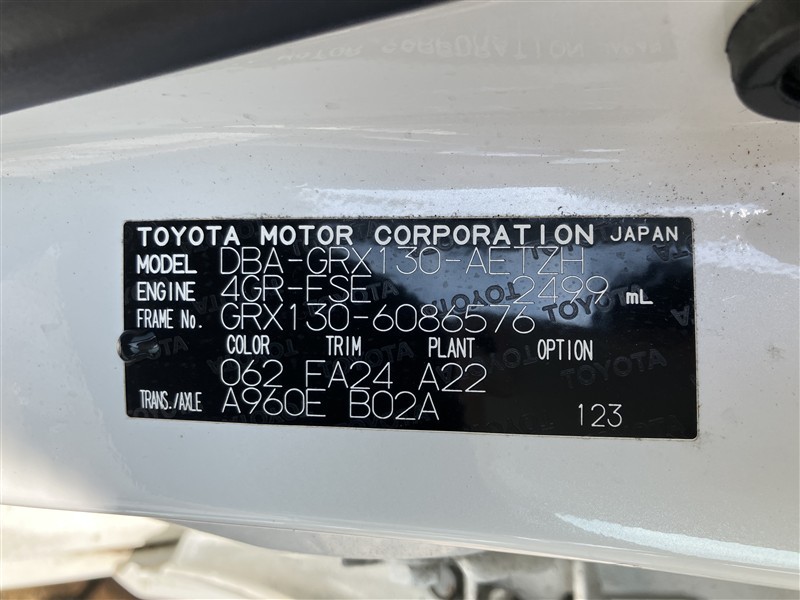 TOYOTA MOTOR CORPORATION JAPAN
MODEL DBA-GRX130-AETZH
ENGINE 4GR-FSE 2499 mL
FRAME No. GRX130-6086576
COLOR TRIM PLANT OPTION
062 FA24 A22
TRANS./AXLE A960E B02A 123